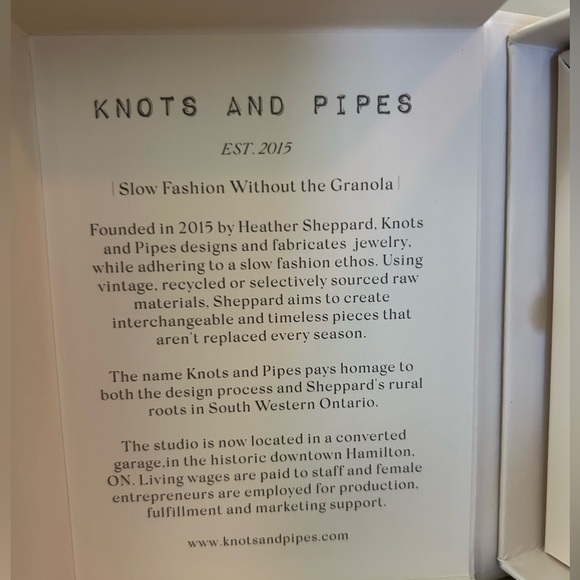 KNOTS AND PIPES
EST. 2015
| Slow Fashion Without the Granola |
Founded in 2015 by Heather Sheppard, Knots
and Pipes designs and fabricates jewelry,
while adhering to a slow fashion ethos. Using
vintage, recycled or selectively sourced raw
materials, Sheppard aims to create
interchangeable and timeless pieces that
aren't replaced every season.
The name Knots and Pipes pays homage to
both the design process and Sheppard's rural
roots in South Western Ontario.
The studio is now located in a converted
garage.in the historic downtown Hamilton,
ON. Living wages are paid to staff and female
entrepreneurs are employed for production,
fulfillment and marketing support.
www.knotsandpipes.com